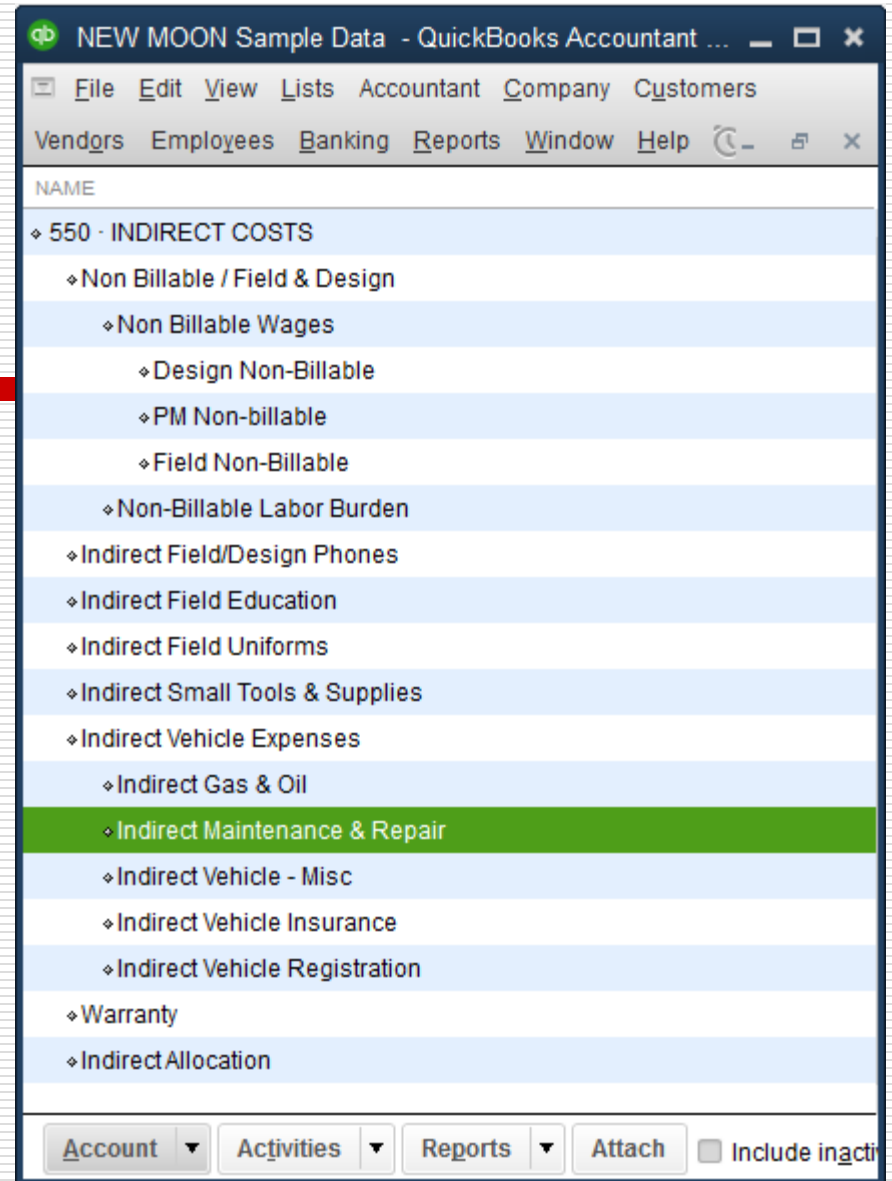 qb NEW MOON Sample Data - QuickBooks Accountant ...
File Edit View Lists Accountant Company Customers
Vendors Employees Banking Reports Window Help
NAME
550 · INDIRECT COSTS
Non Billable / Field & Design
Non Billable Wages
Design Non-Billable
PM Non-billable
Field Non-Billable
Non-Billable Labor Burden
Indirect Field/Design Phones
Indirect Field Education
Indirect Field Uniforms
Indirect Small Tools & Supplies
Indirect Vehicle Expenses
Indirect Gas & Oil
Indirect Maintenance & Repair
Indirect Vehicle - Misc
Indirect Vehicle Insurance
Indirect Vehicle Registration
Warranty
Indirect Allocation
Account Activities Reports Attach Include inacti